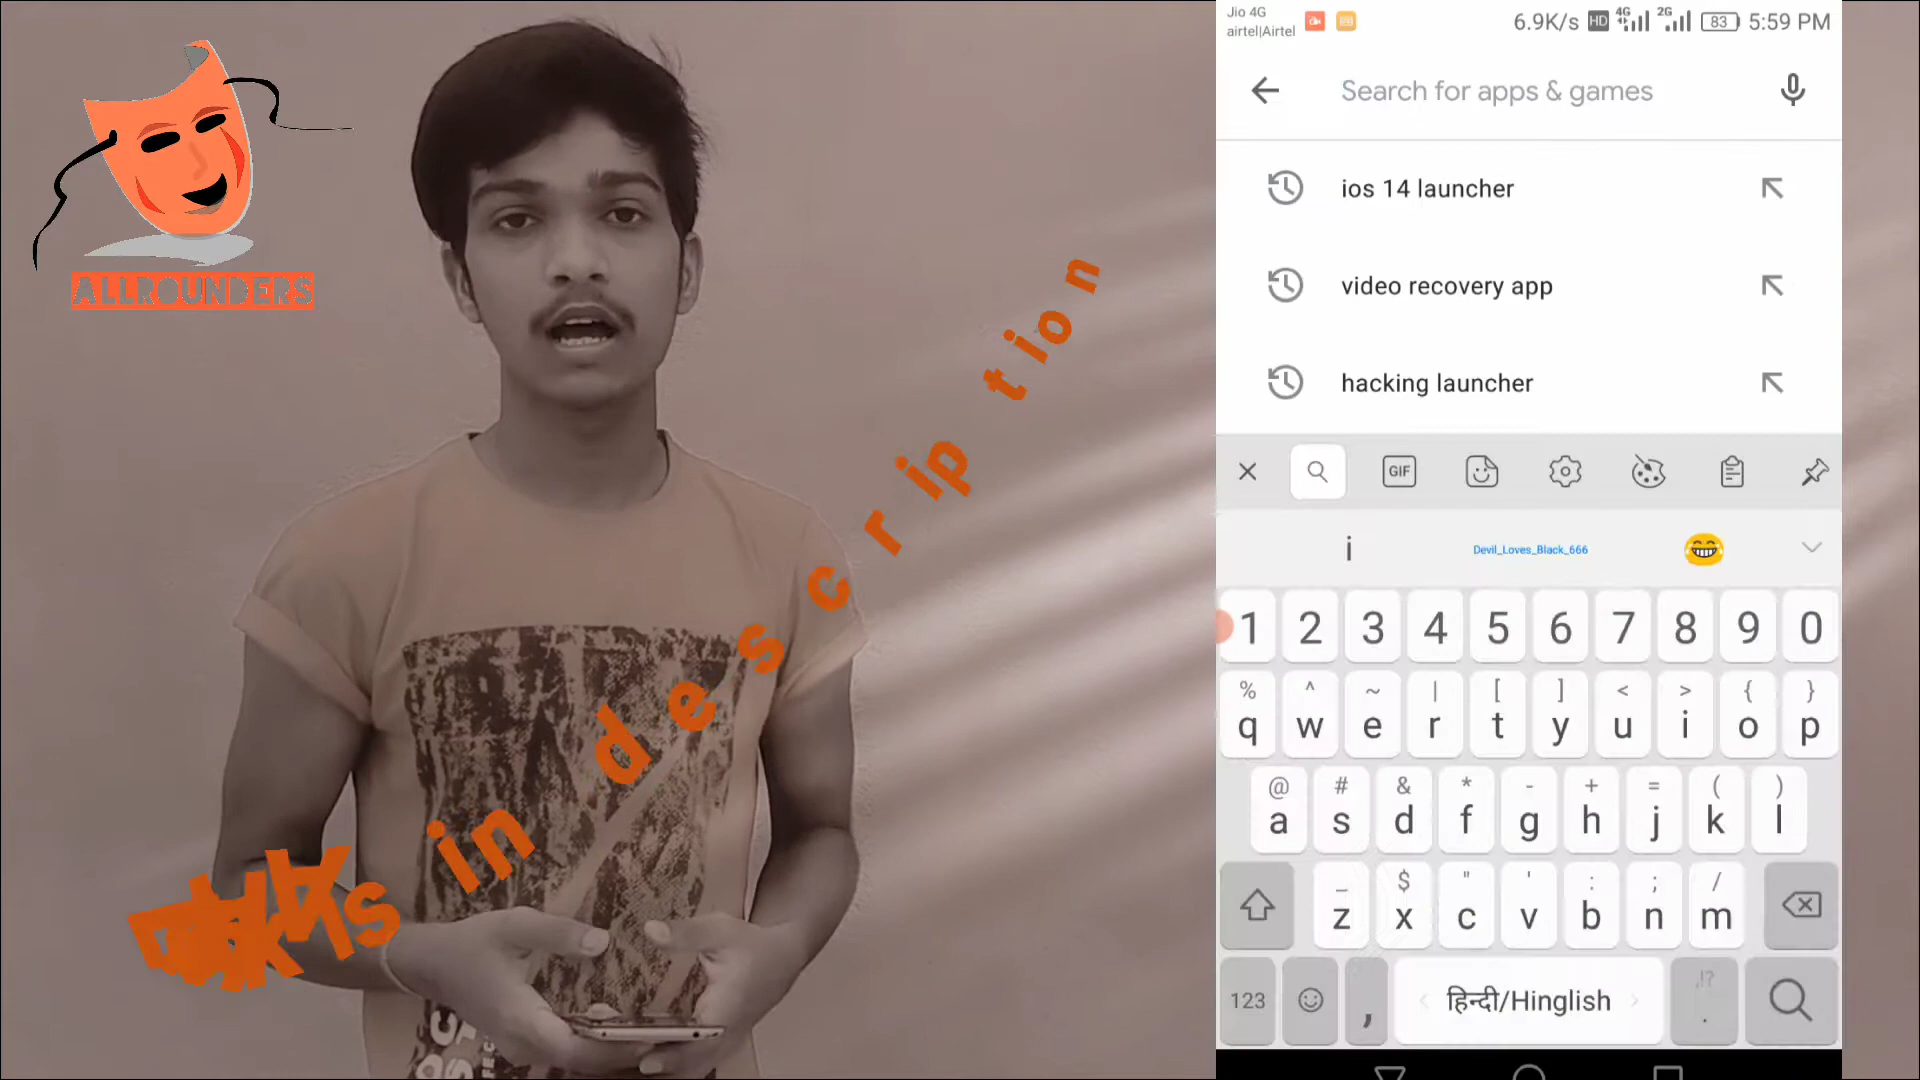 ALLROUNDERS
in description
Jio 4G
airtel|Airtel
6.9K/s HD 4G 2G 83 5:59 PM
Search for apps & games
ios 14 launcher
video recovery app
hacking launcher
GIF
i Devil_Loves_Black_666
1 2 3 4 5 6 7 8 9 0
% ^ ~ | [ ] < > { }
q w e r t y u i o p
@ # & * - + = ( )
a s d f g h j k l
_ $ " ' : ; /
z x c v b n m
,!?
123 , हिन्दी/Hinglish .